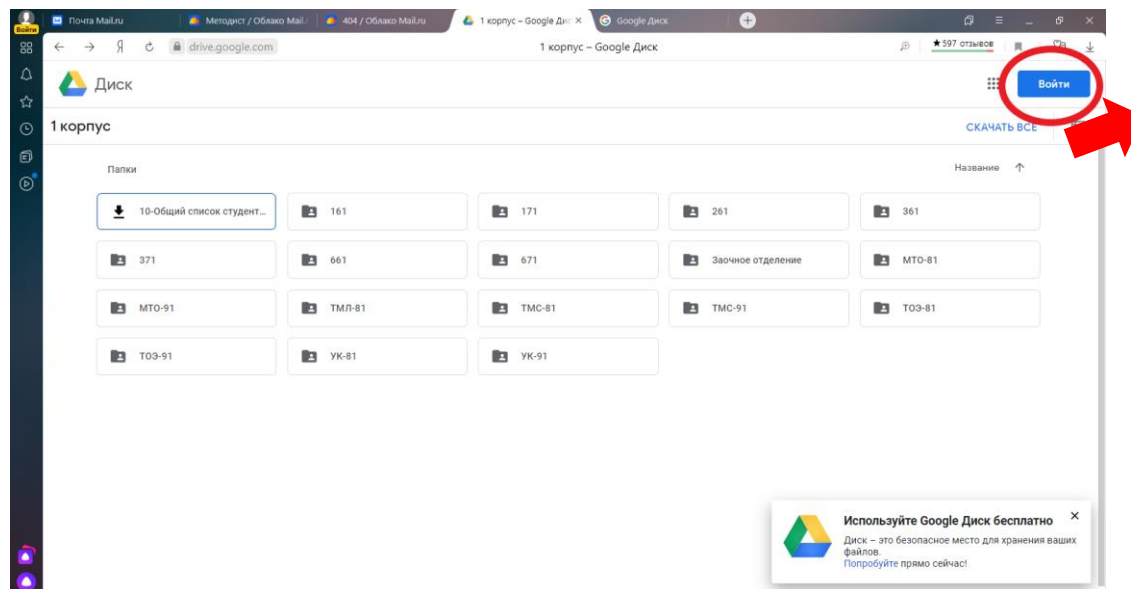 Почта Mail.ru
Методист / Облако Mail.
404 / Облако Mail.ru
1 корпус – Google Дис
Google Диск
Войти
drive.google.com
1 корпус – Google Диск
★597 отзывов
Диск
Войти
1 корпус
СКАЧАТЬ ВСЕ
Папки
Название
10-Общий список студент...
161
171
261
361
371
661
671
Заочное отделение
МТО-81
МТО-91
ТМЛ-81
ТМС-81
ТМС-91
ТОЭ-81
ТОЭ-91
УК-81
УК-91
Используйте Google Диск бесплатно
Диск – это безопасное место для хранения ваших
файлов.
Попробуйте прямо сейчас!